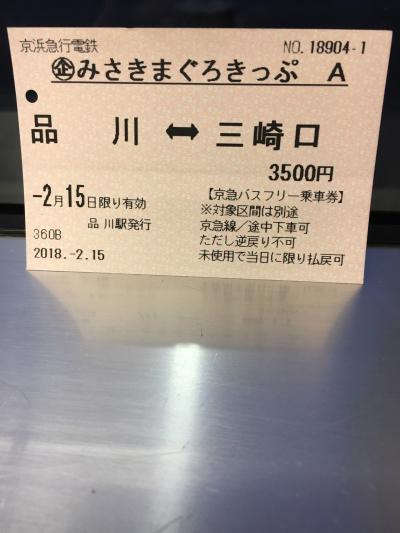 京浜急行電鉄 NO.18904-1
㊭みさきまぐろきっぷ A
品川 ⬌ 三崎口
3500円
-2月15日限り有効
【京急バスフリー乗車券】
※対象区間は別途
品川駅発行
京急線/途中下車可
360B
ただし逆戻り不可
2018.-2.15
未使用で当日に限り払戻可